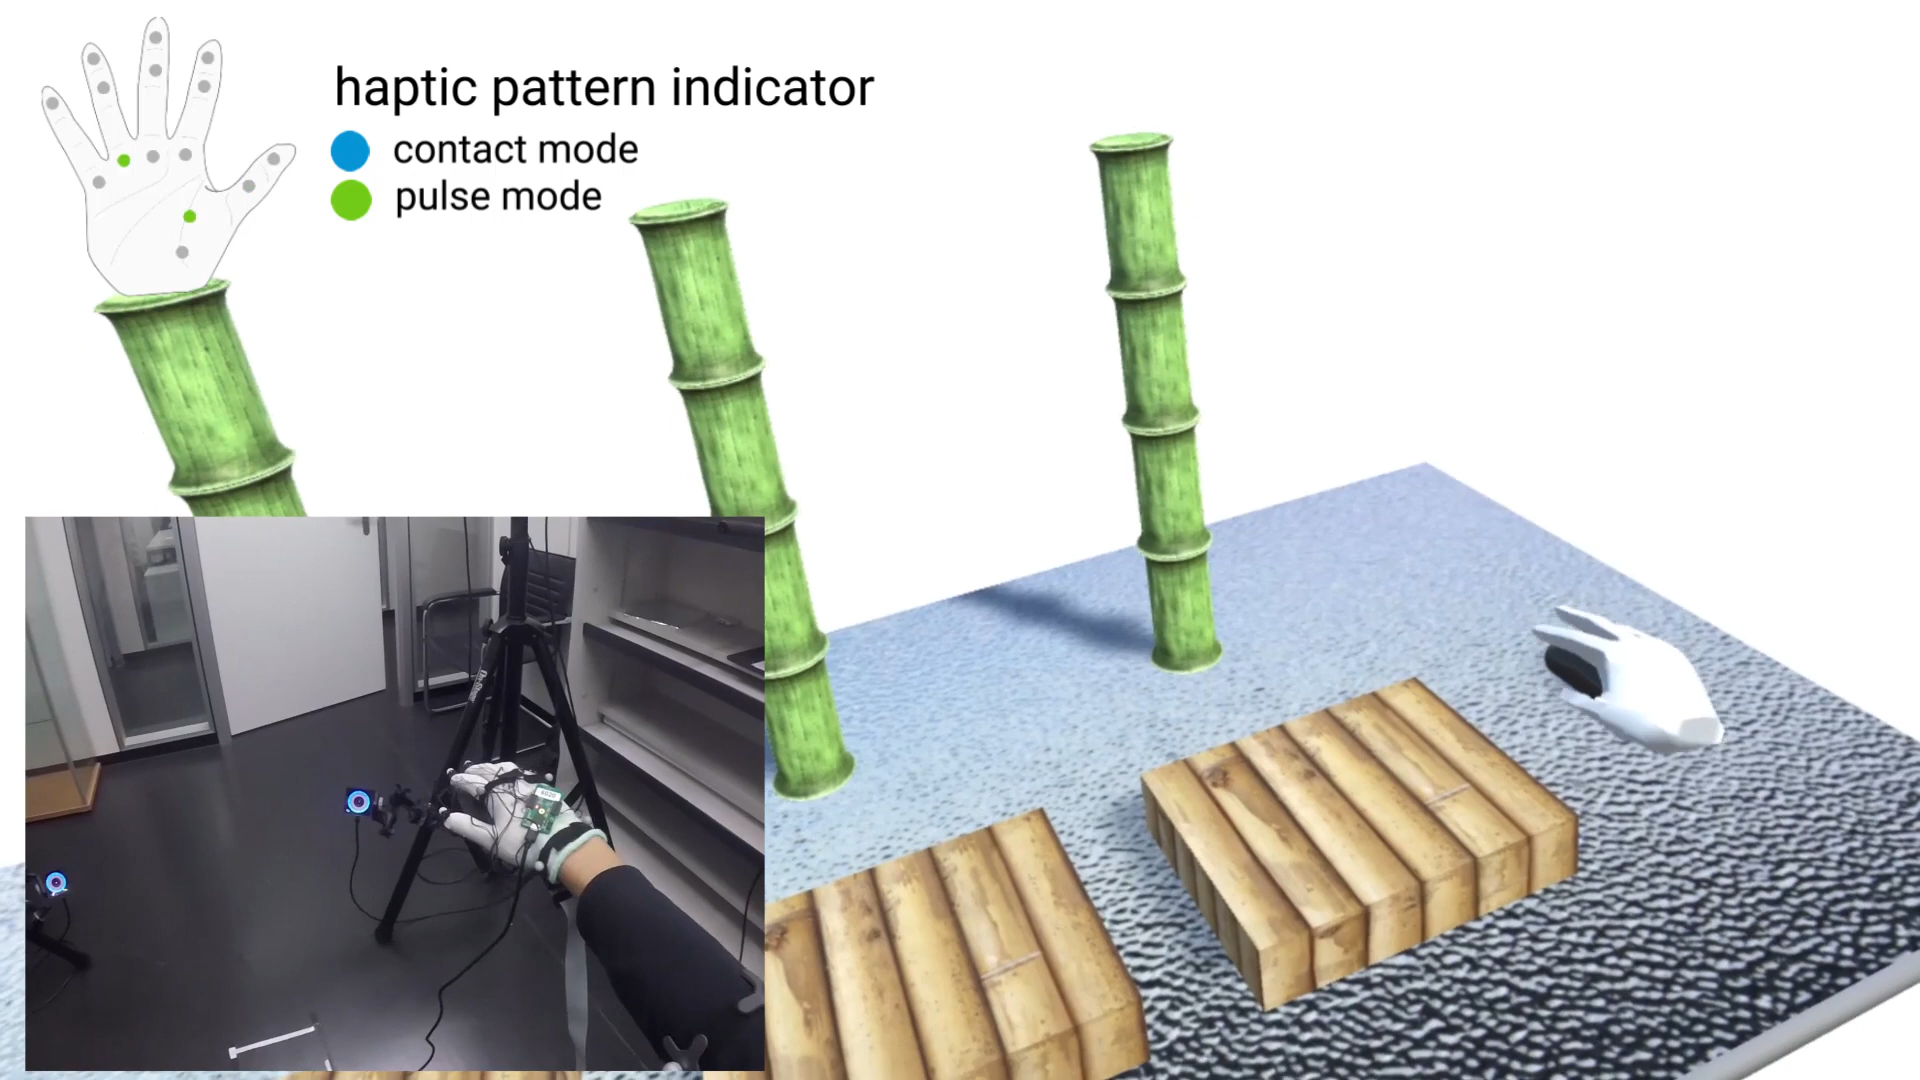 haptic pattern indicator
contact mode
pulse mode